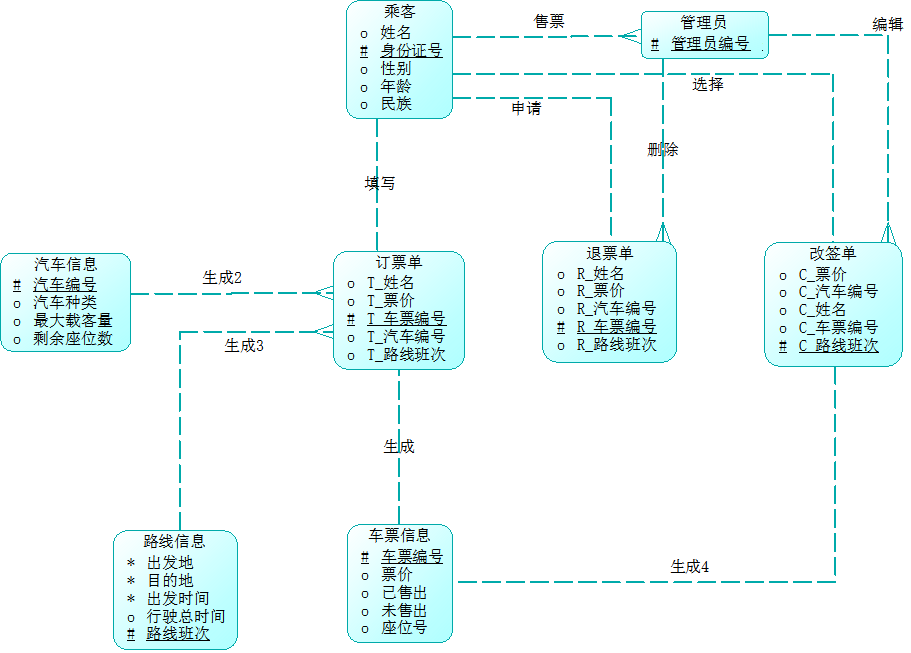 乘客
o 姓名
# 身份证号
o 性别
o 年龄
o 民族
售票
管理员
# 管理员编号
编辑
选择
申请
删除
填写
汽车信息
# 汽车编号
o 汽车种类
o 最大载客量
o 剩余座位数
生成2
生成3
订票单
o T_姓名
o T_票价
# T_车票编号
o T_汽车编号
o T_路线班次
退票单
o R_姓名
o R_票价
o R_汽车编号
# R_车票编号
o R_路线班次
改签单
o C_票价
o C_汽车编号
o C_姓名
o C_车票编号
# C_路线班次
生成
路线信息
* 出发地
* 目的地
* 出发时间
o 行驶总时间
# 路线班次
车票信息
# 车票编号
o 票价
o 已售出
o 未售出
o 座位号
生成4